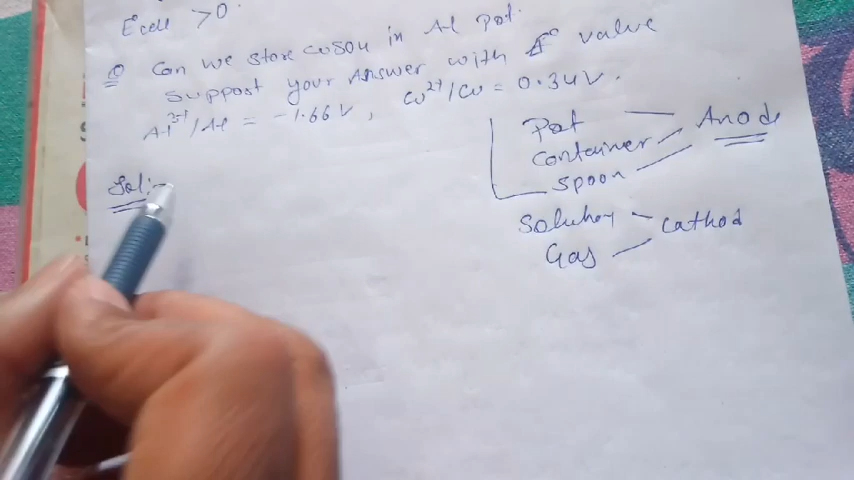 Ecell >0.
Q Can we store CuSO4 in Al Pot.
Support your Answer with E° value
Al3+/Al = -1.66 V, Cu2+/Cu = 0.34V.
Pot
Container
Spoon
Anode
Solution
Gas
Cathod
Sol:-